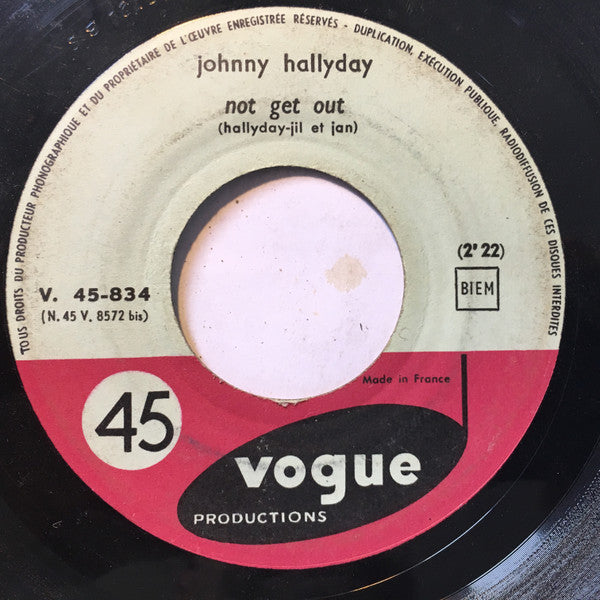 TOUS DROITS DU PRODUCTEUR PHONOGRAPHIQUE ET DU PROPRIÉTAIRE DE L'ŒUVRE ENREGISTRÉE RÉSERVÉS - DUPLICATION, EXÉCUTION PUBLIQUE, RADIODIFFUSION DE CES DISQUES INTERDITES
johnny hallyday
not get out
(hallyday-jil et jan)
(2' 22)
V. 45-834
BIEM
(N. 45 V. 8572 bis)
Made in France
45
vogue
PRODUCTIONS